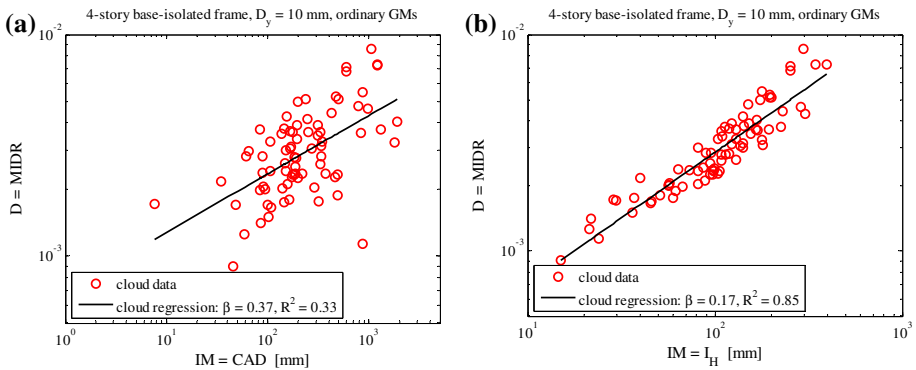 (a)
4-story base-isolated frame, D_y = 10 mm, ordinary GMs
10^-2
D = MIDR
10^-3
10^0 10^1 10^2 10^3
IM = CAD [mm]
cloud data
cloud regression: β = 0.37, R^2 = 0.33
(b)
4-story base-isolated frame, D_y = 10 mm, ordinary GMs
10^-2
D = MIDR
10^-3
10^1 10^2 10^3
IM = I_H [mm]
cloud data
cloud regression: β = 0.17, R^2 = 0.85